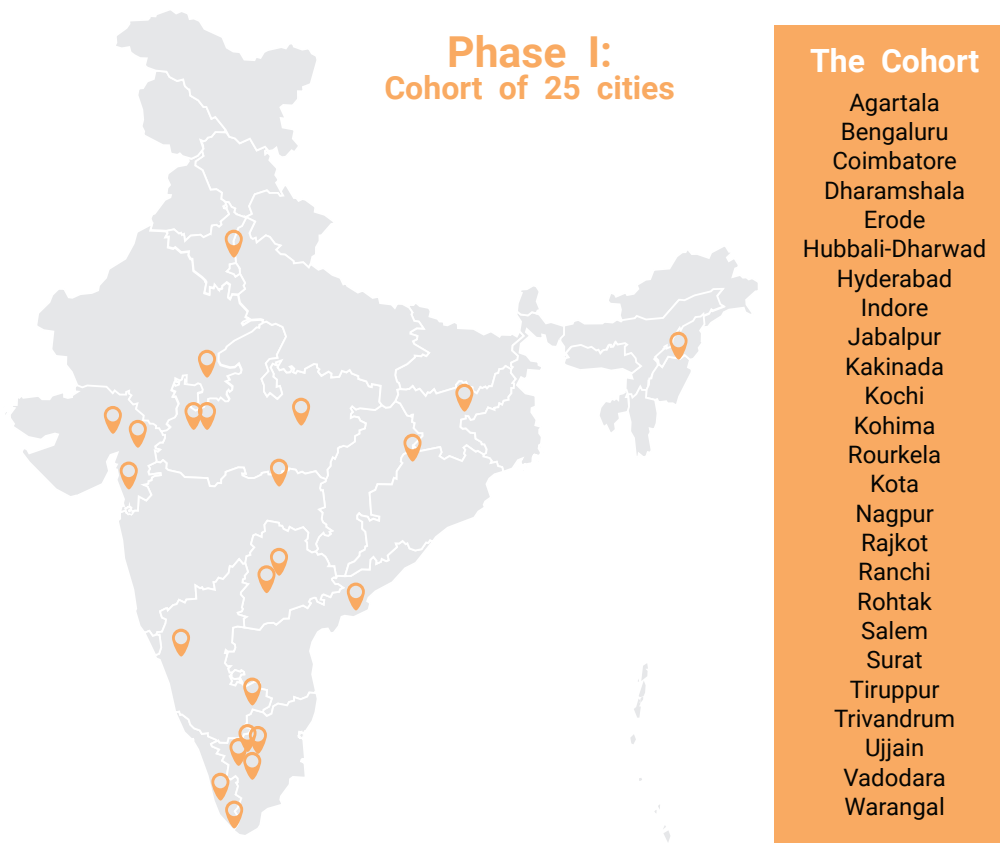 Phase I:
Cohort of 25 cities
The Cohort
Agartala
Bengaluru
Coimbatore
Dharamshala
Erode
Hubbali-Dharwad
Hyderabad
Indore
Jabalpur
Kakinada
Kochi
Kohima
Rourkela
Kota
Nagpur
Rajkot
Ranchi
Rohtak
Salem
Surat
Tiruppur
Trivandrum
Ujjain
Vadodara
Warangal